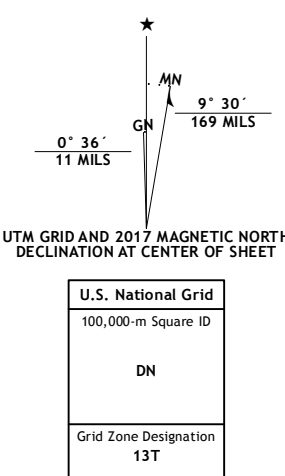 ★
MN
GN
9° 30´
169 MILS
0° 36´
11 MILS
UTM GRID AND 2017 MAGNETIC NORTH
DECLINATION AT CENTER OF SHEET
U.S. National Grid
100,000-m Square ID
DN
Grid Zone Designation
13T